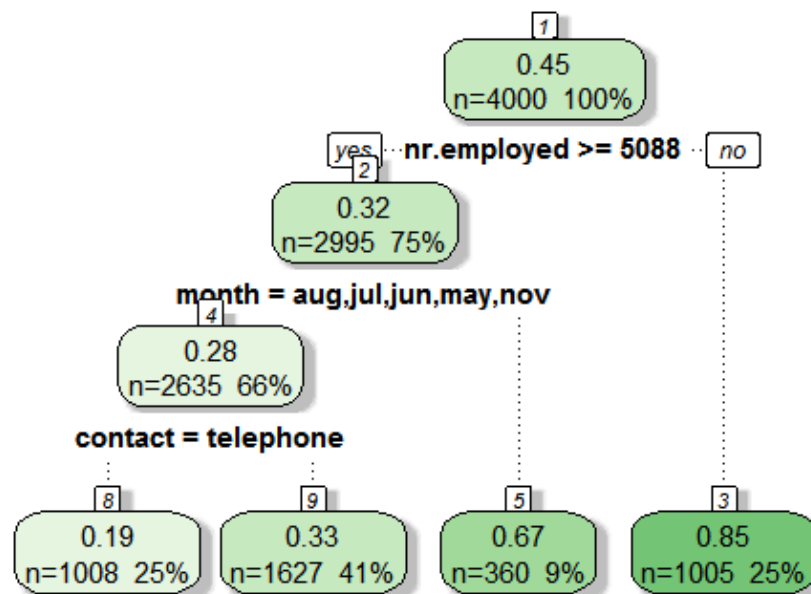 1
0.45
n=4000 100%
yes nr.employed >= 5088 no
2
0.32
n=2995 75%
month = aug,jul,jun,may,nov
4
0.28
n=2635 66%
contact = telephone
8 9 5 3
0.19 0.33 0.67 0.85
n=1008 25% n=1627 41% n=360 9% n=1005 25%